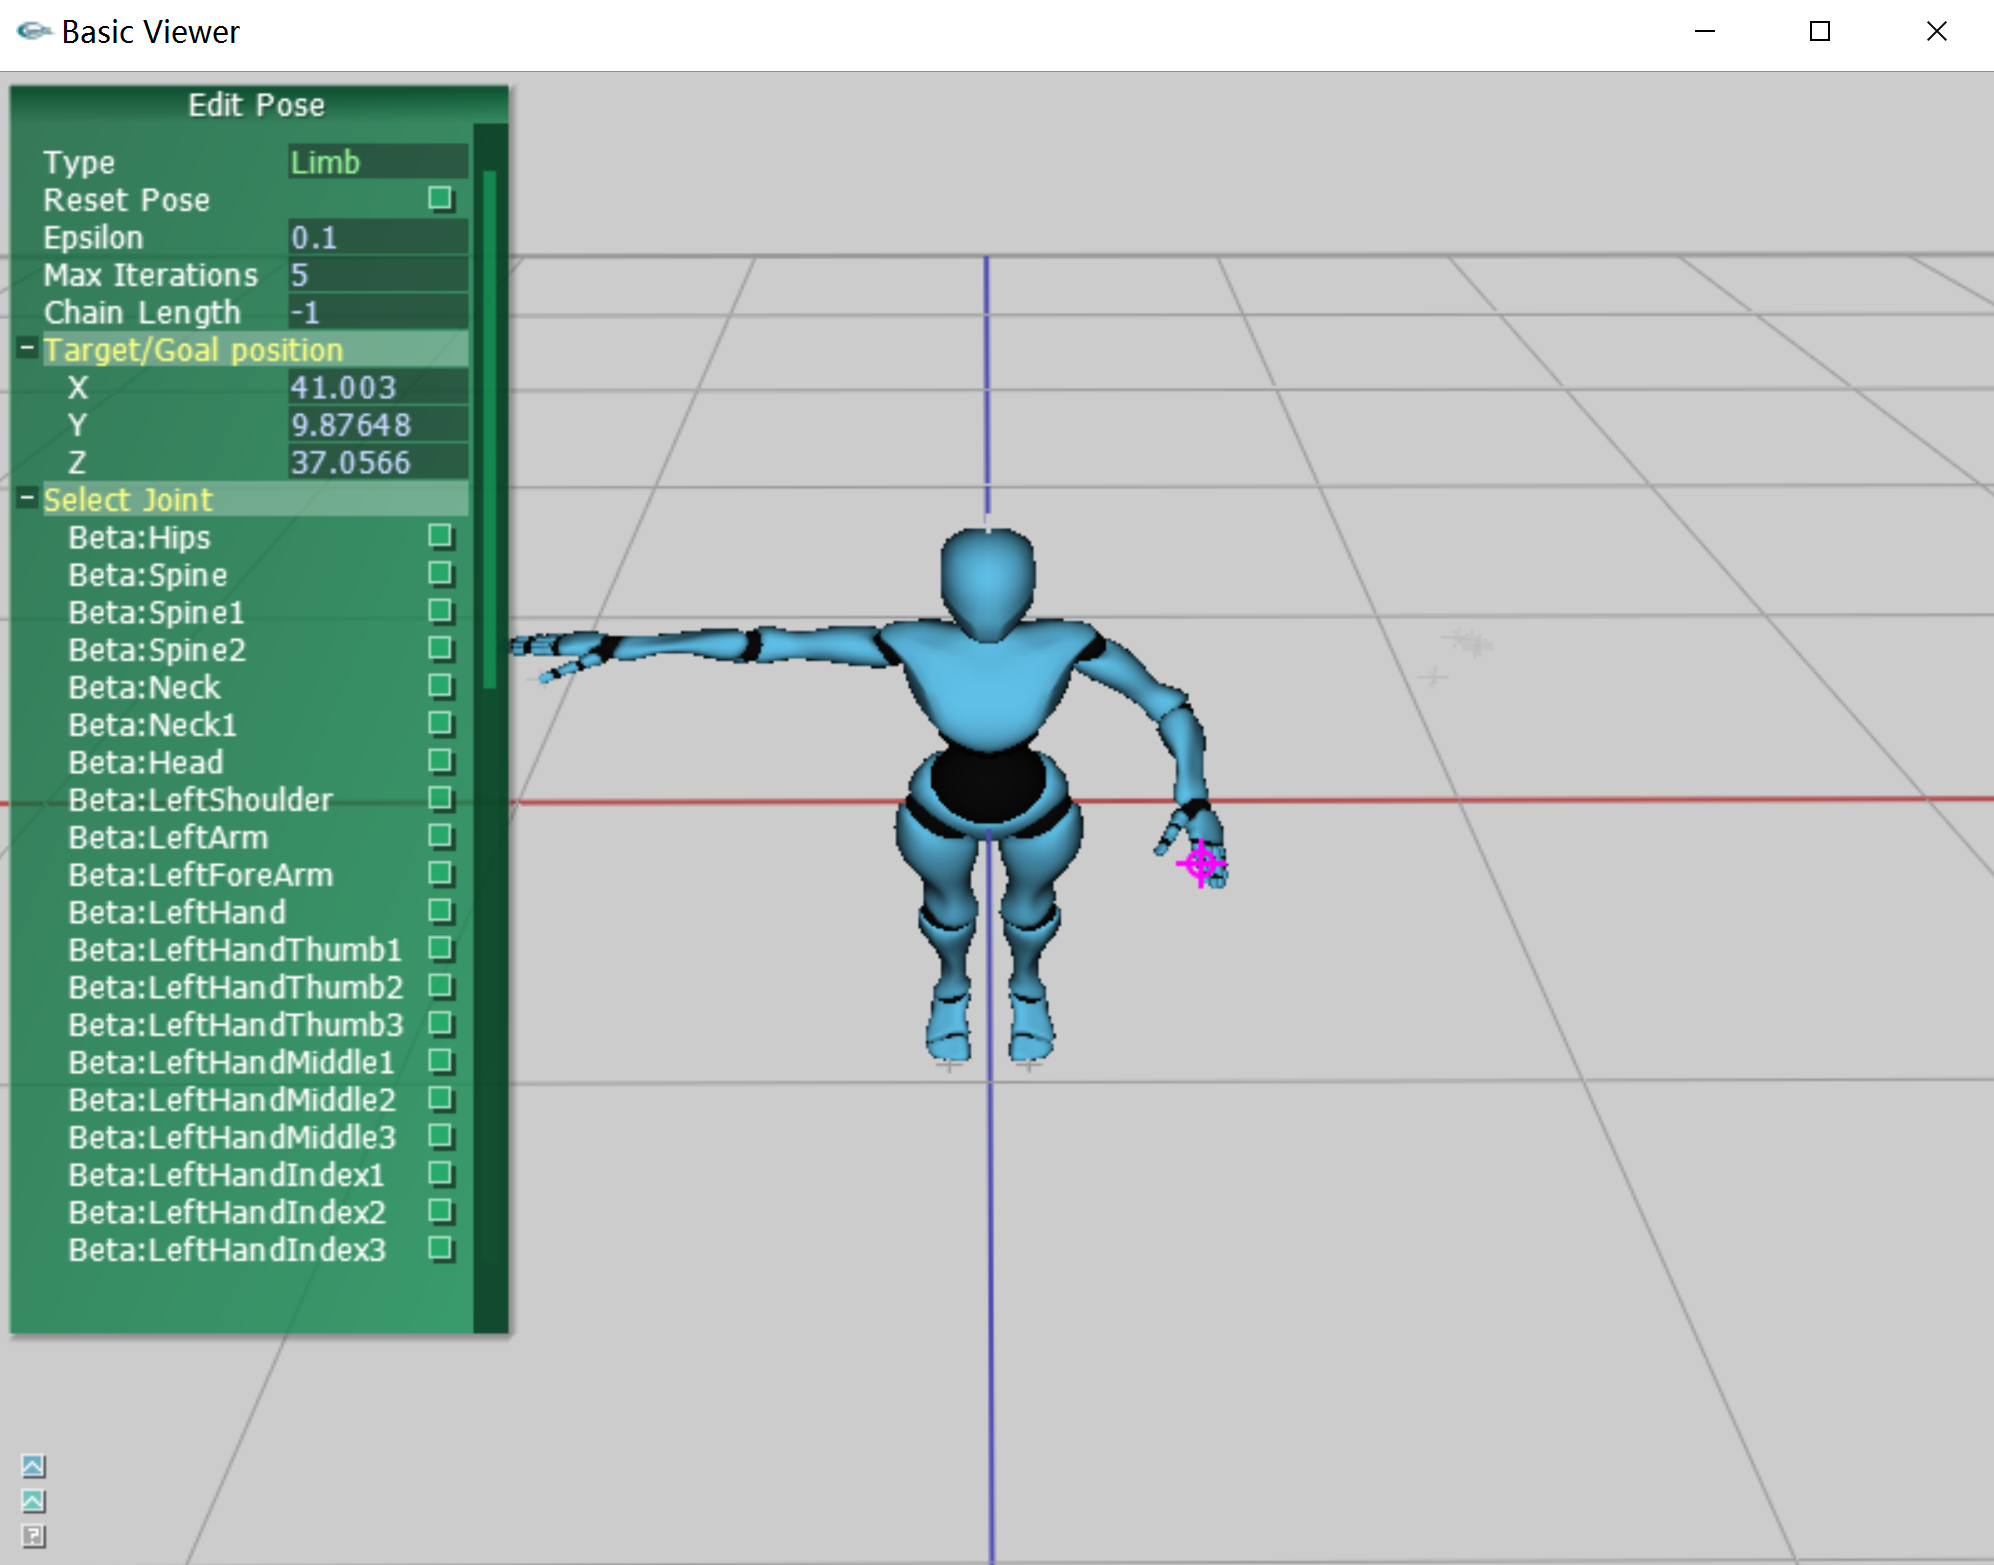 Basic Viewer
Edit Pose
Type Limb
Reset Pose
Epsilon 0.1
Max Iterations 5
Chain Length -1
Target/Goal position
X 41.003
Y 9.87648
Z 37.0566
Select Joint
Beta:Hips
Beta:Spine
Beta:Spine1
Beta:Spine2
Beta:Neck
Beta:Neck1
Beta:Head
Beta:LeftShoulder
Beta:LeftArm
Beta:LeftForeArm
Beta:LeftHand
Beta:LeftHandThumb1
Beta:LeftHandThumb2
Beta:LeftHandThumb3
Beta:LeftHandMiddle1
Beta:LeftHandMiddle2
Beta:LeftHandMiddle3
Beta:LeftHandIndex1
Beta:LeftHandIndex2
Beta:LeftHandIndex3
?